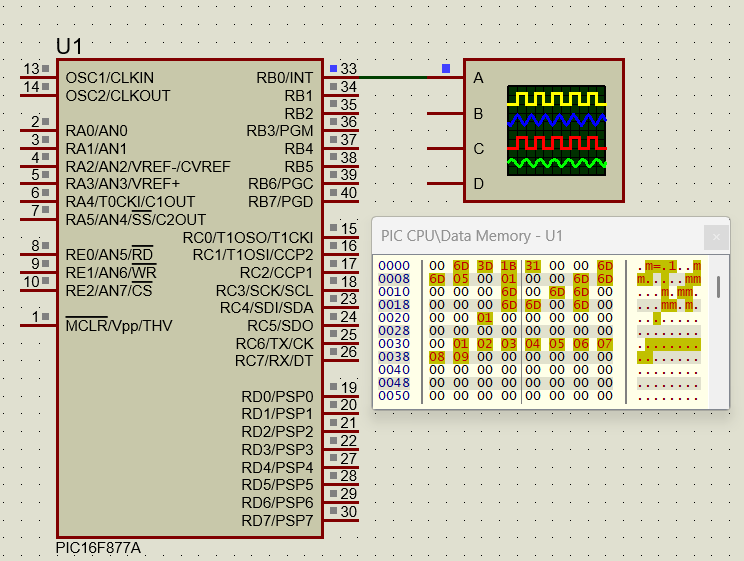 U1
13 OSC1/CLKIN
14 OSC2/CLKOUT
2 RA0/AN0
3 RA1/AN1
4 RA2/AN2/VREF-/CVREF
5 RA3/AN3/VREF+
6 RA4/T0CKI/C1OUT
7 RA5/AN4/SS/C2OUT
8 RE0/AN5/RD
9 RE1/AN6/WR
10 RE2/AN7/CS
1 MCLR/Vpp/THV
RB0/INT 33
RB1 34
RB2 35
RB3/PGM 36
RB4 37
RB5 38
RB6/PGC 39
RB7/PGD 40
RC0/T1OSO/T1CKI 15
RC1/T1OSI/CCP2 16
RC2/CCP1 17
RC3/SCK/SCL 18
RC4/SDI/SDA 23
RC5/SDO 24
RC6/TX/CK 25
RC7/RX/DT 26
RD0/PSP0 19
RD1/PSP1 20
RD2/PSP2 21
RD3/PSP3 22
RD4/PSP4 27
RD5/PSP5 28
RD6/PSP6 29
RD7/PSP7 30
PIC16F877A
A
B
C
D
PIC CPU\Data Memory - U1
0000 00 6D 3D 1B 31 00 00 6D .m=.1..m
0008 6D 05 00 01 00 00 6D 6D m.....mm
0010 00 00 00 6D 00 6D 6D 00 ...m.mm.
0018 00 00 00 6D 6D 00 6D 00 ...mm.m.
0020 00 00 01 00 00 00 00 00 ........
0028 00 00 00 00 00 00 00 00 ........
0030 00 01 02 03 04 05 06 07 ........
0038 08 09 00 00 00 00 00 00 ........
0040 00 00 00 00 00 00 00 00 ........
0048 00 00 00 00 00 00 00 00 ........
0050 00 00 00 00 00 00 00 00 ........